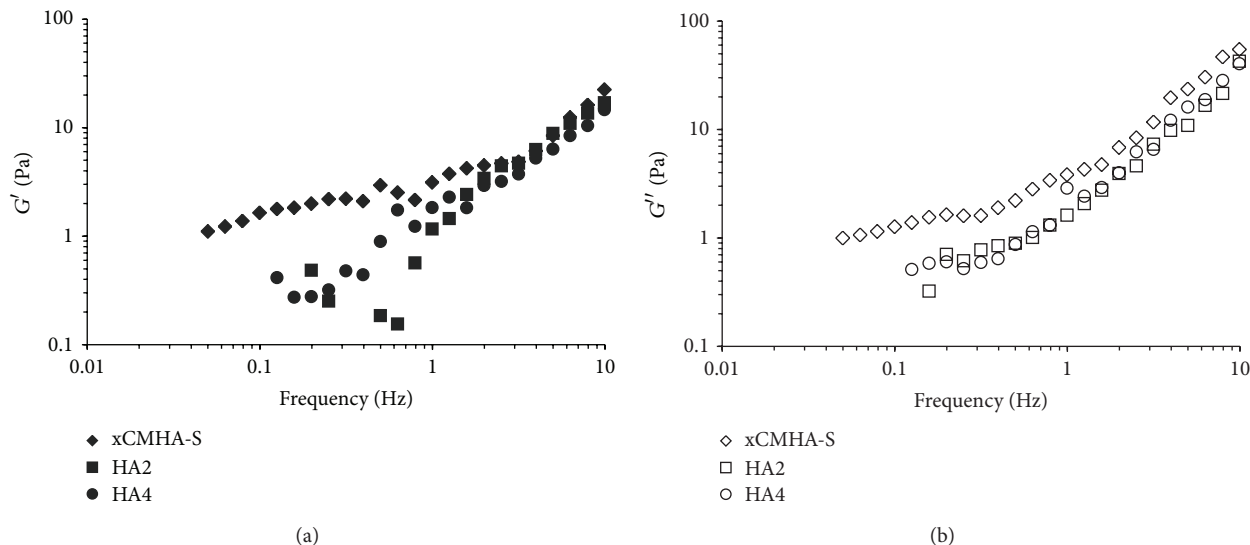 100
10
1
0.1
G′ (Pa)
0.01
0.1
1
10
Frequency (Hz)
xCMHA-S
HA2
HA4
(a)
100
10
1
0.1
G″ (Pa)
0.01
0.1
1
10
Frequency (Hz)
xCMHA-S
HA2
HA4
(b)